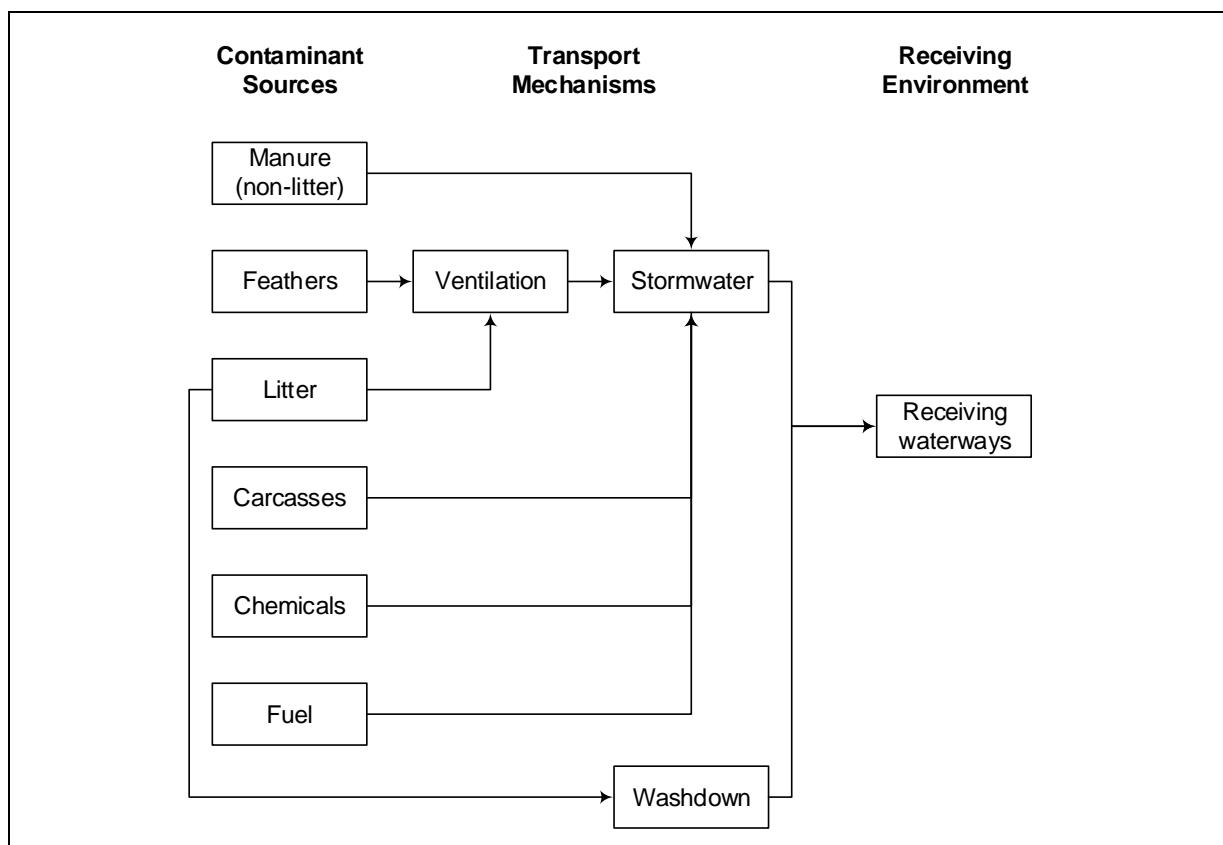 Contaminant
Sources
Transport
Mechanisms
Receiving
Environment
Manure
(non-litter)
Feathers
Ventilation
Stormwater
Litter
Receiving
waterways
Carcasses
Chemicals
Fuel
Washdown